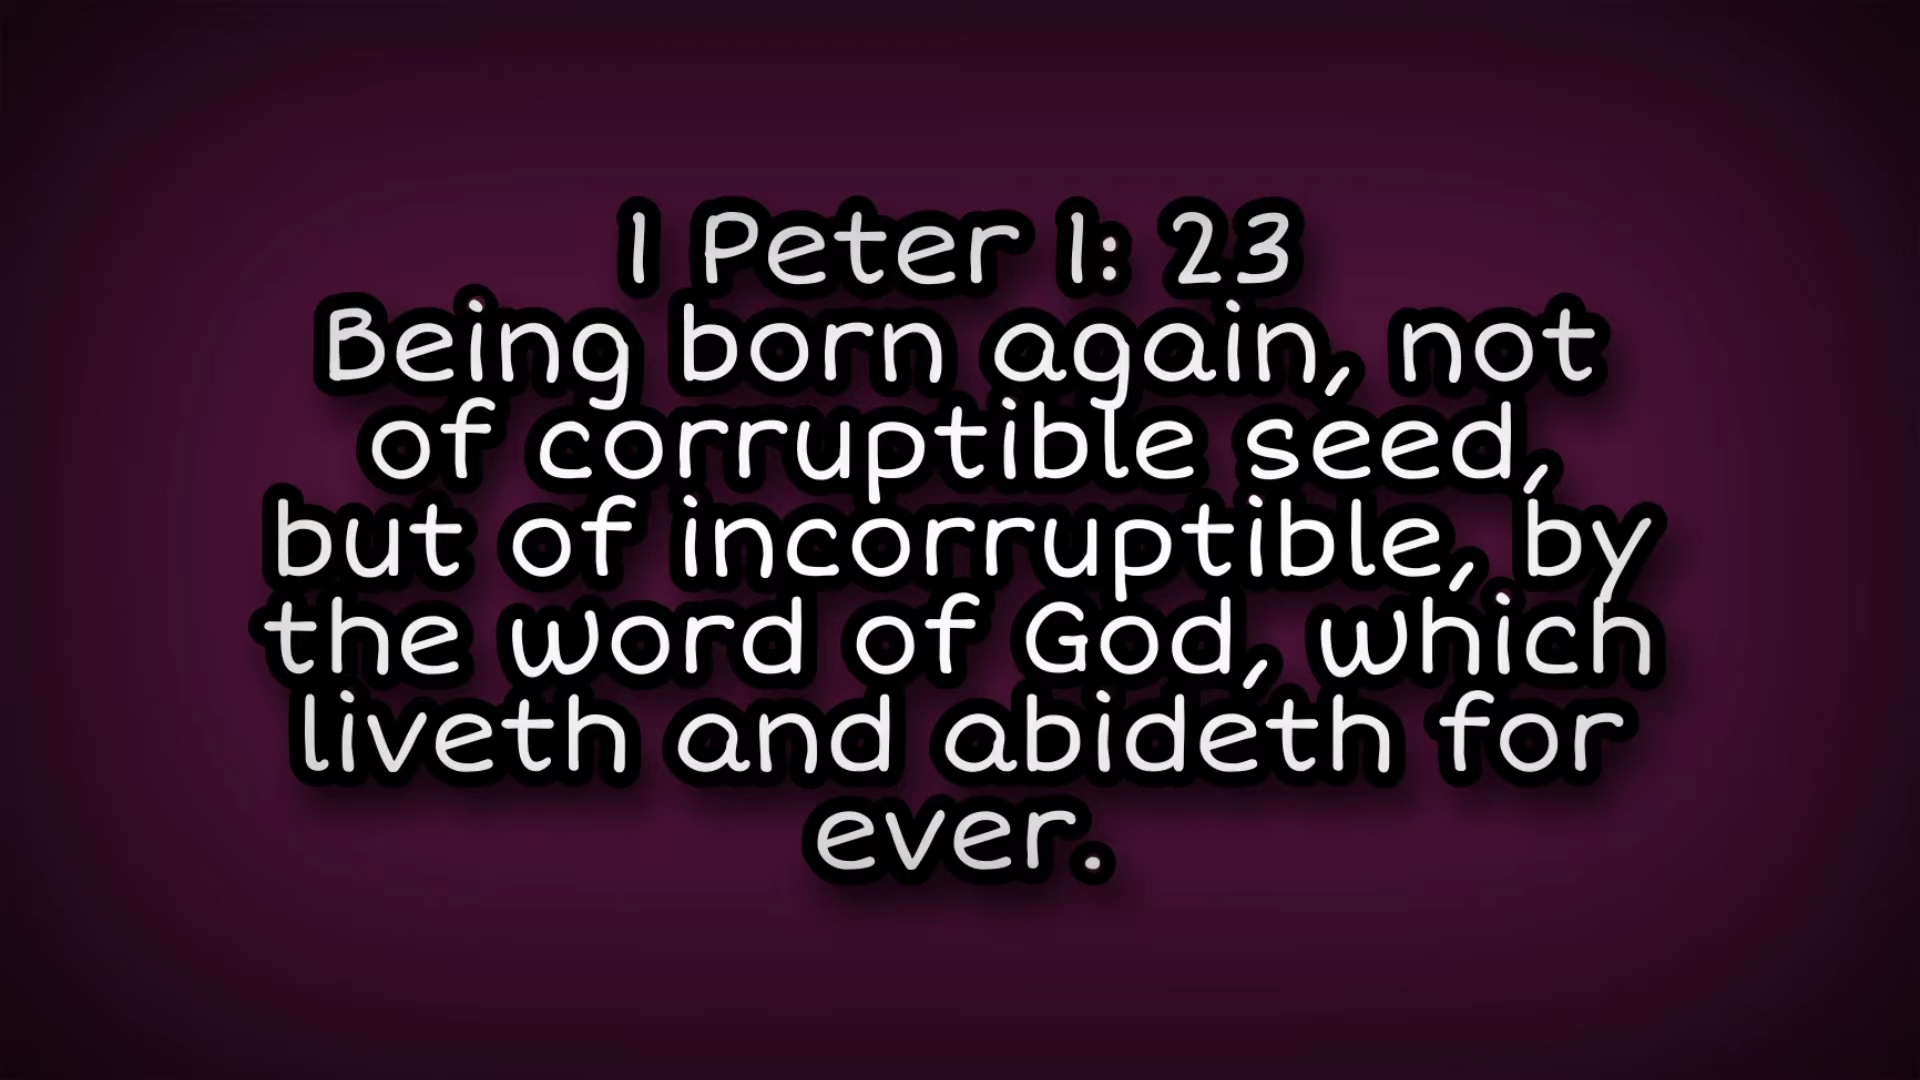 1 Peter 1: 23
Being born again, not
of corruptible seed,
but of incorruptible, by
the word of God, which
liveth and abideth for
ever.